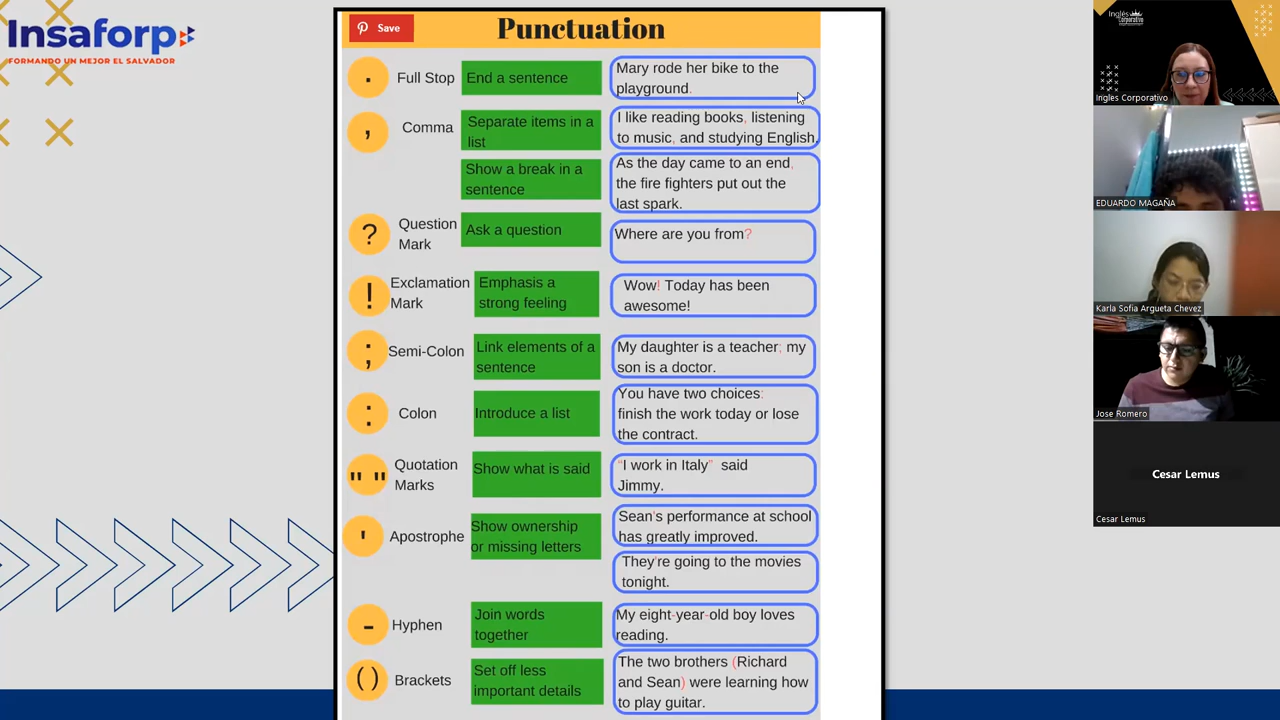 Insaforp
FORMANDO UN MEJOR EL SALVADOR
Save
Punctuation
.
Full Stop
End a sentence
Mary rode her bike to the
playground.
,
Comma
Separate items in a
list
I like reading books, listening
to music, and studying English.
Show a break in a
sentence
As the day came to an end,
the fire fighters put out the
last spark.
?
Question
Mark
Ask a question
Where are you from?
!
Exclamation
Mark
Emphasis a
strong feeling
Wow! Today has been
awesome!
;
Semi-Colon
Link elements of a
sentence
My daughter is a teacher; my
son is a doctor.
:
Colon
Introduce a list
You have two choices:
finish the work today or lose
the contract.
" "
Quotation
Marks
Show what is said
"I work in Italy" said
Jimmy.
'
Apostrophe
Show ownership
or missing letters
Sean's performance at school
has greatly improved.
They're going to the movies
tonight.
-
Hyphen
Join words
together
My eight-year-old boy loves
reading.
( )
Brackets
Set off less
important details
The two brothers (Richard
and Sean) were learning how
to play guitar.
Inglés
Corporativo
Ingles Corporativo
EDUARDO MAGAÑA
Karla Sofia Argueta Chevez
Jose Romero
Cesar Lemus
Cesar Lemus